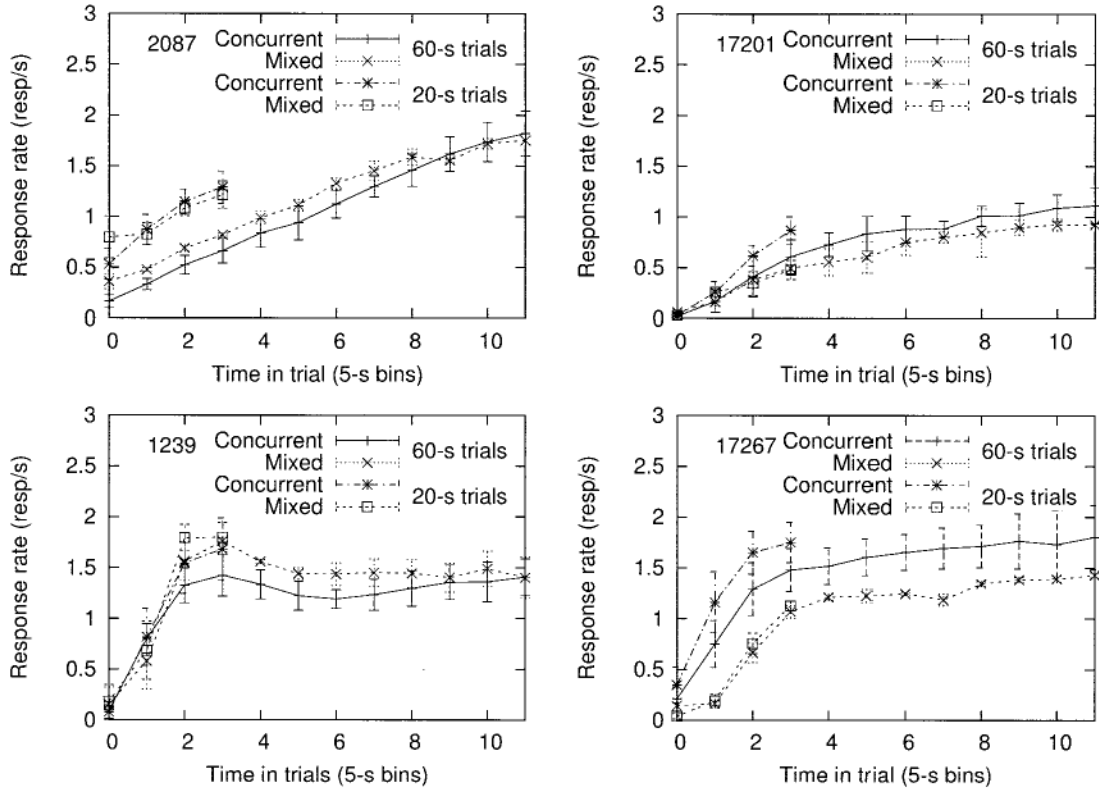 2087
Concurrent
Mixed
60-s trials
Concurrent
Mixed
20-s trials
Response rate (resp/s)
3
2.5
2
1.5
1
0.5
0
0 2 4 6 8 10
Time in trial (5-s bins)
17201
Concurrent
Mixed
60-s trials
Concurrent
Mixed
20-s trials
Response rate (resp/s)
3
2.5
2
1.5
1
0.5
0
0 2 4 6 8 10
Time in trial (5-s bins)
1239
Concurrent
Mixed
60-s trials
Concurrent
Mixed
20-s trials
Response rate (resp/s)
3
2.5
2
1.5
1
0.5
0
0 2 4 6 8 10
Time in trials (5-s bins)
17267
Concurrent
Mixed
60-s trials
Concurrent
Mixed
20-s trials
Response rate (resp/s)
3
2.5
2
1.5
1
0.5
0
0 2 4 6 8 10
Time in trial (5-s bins)